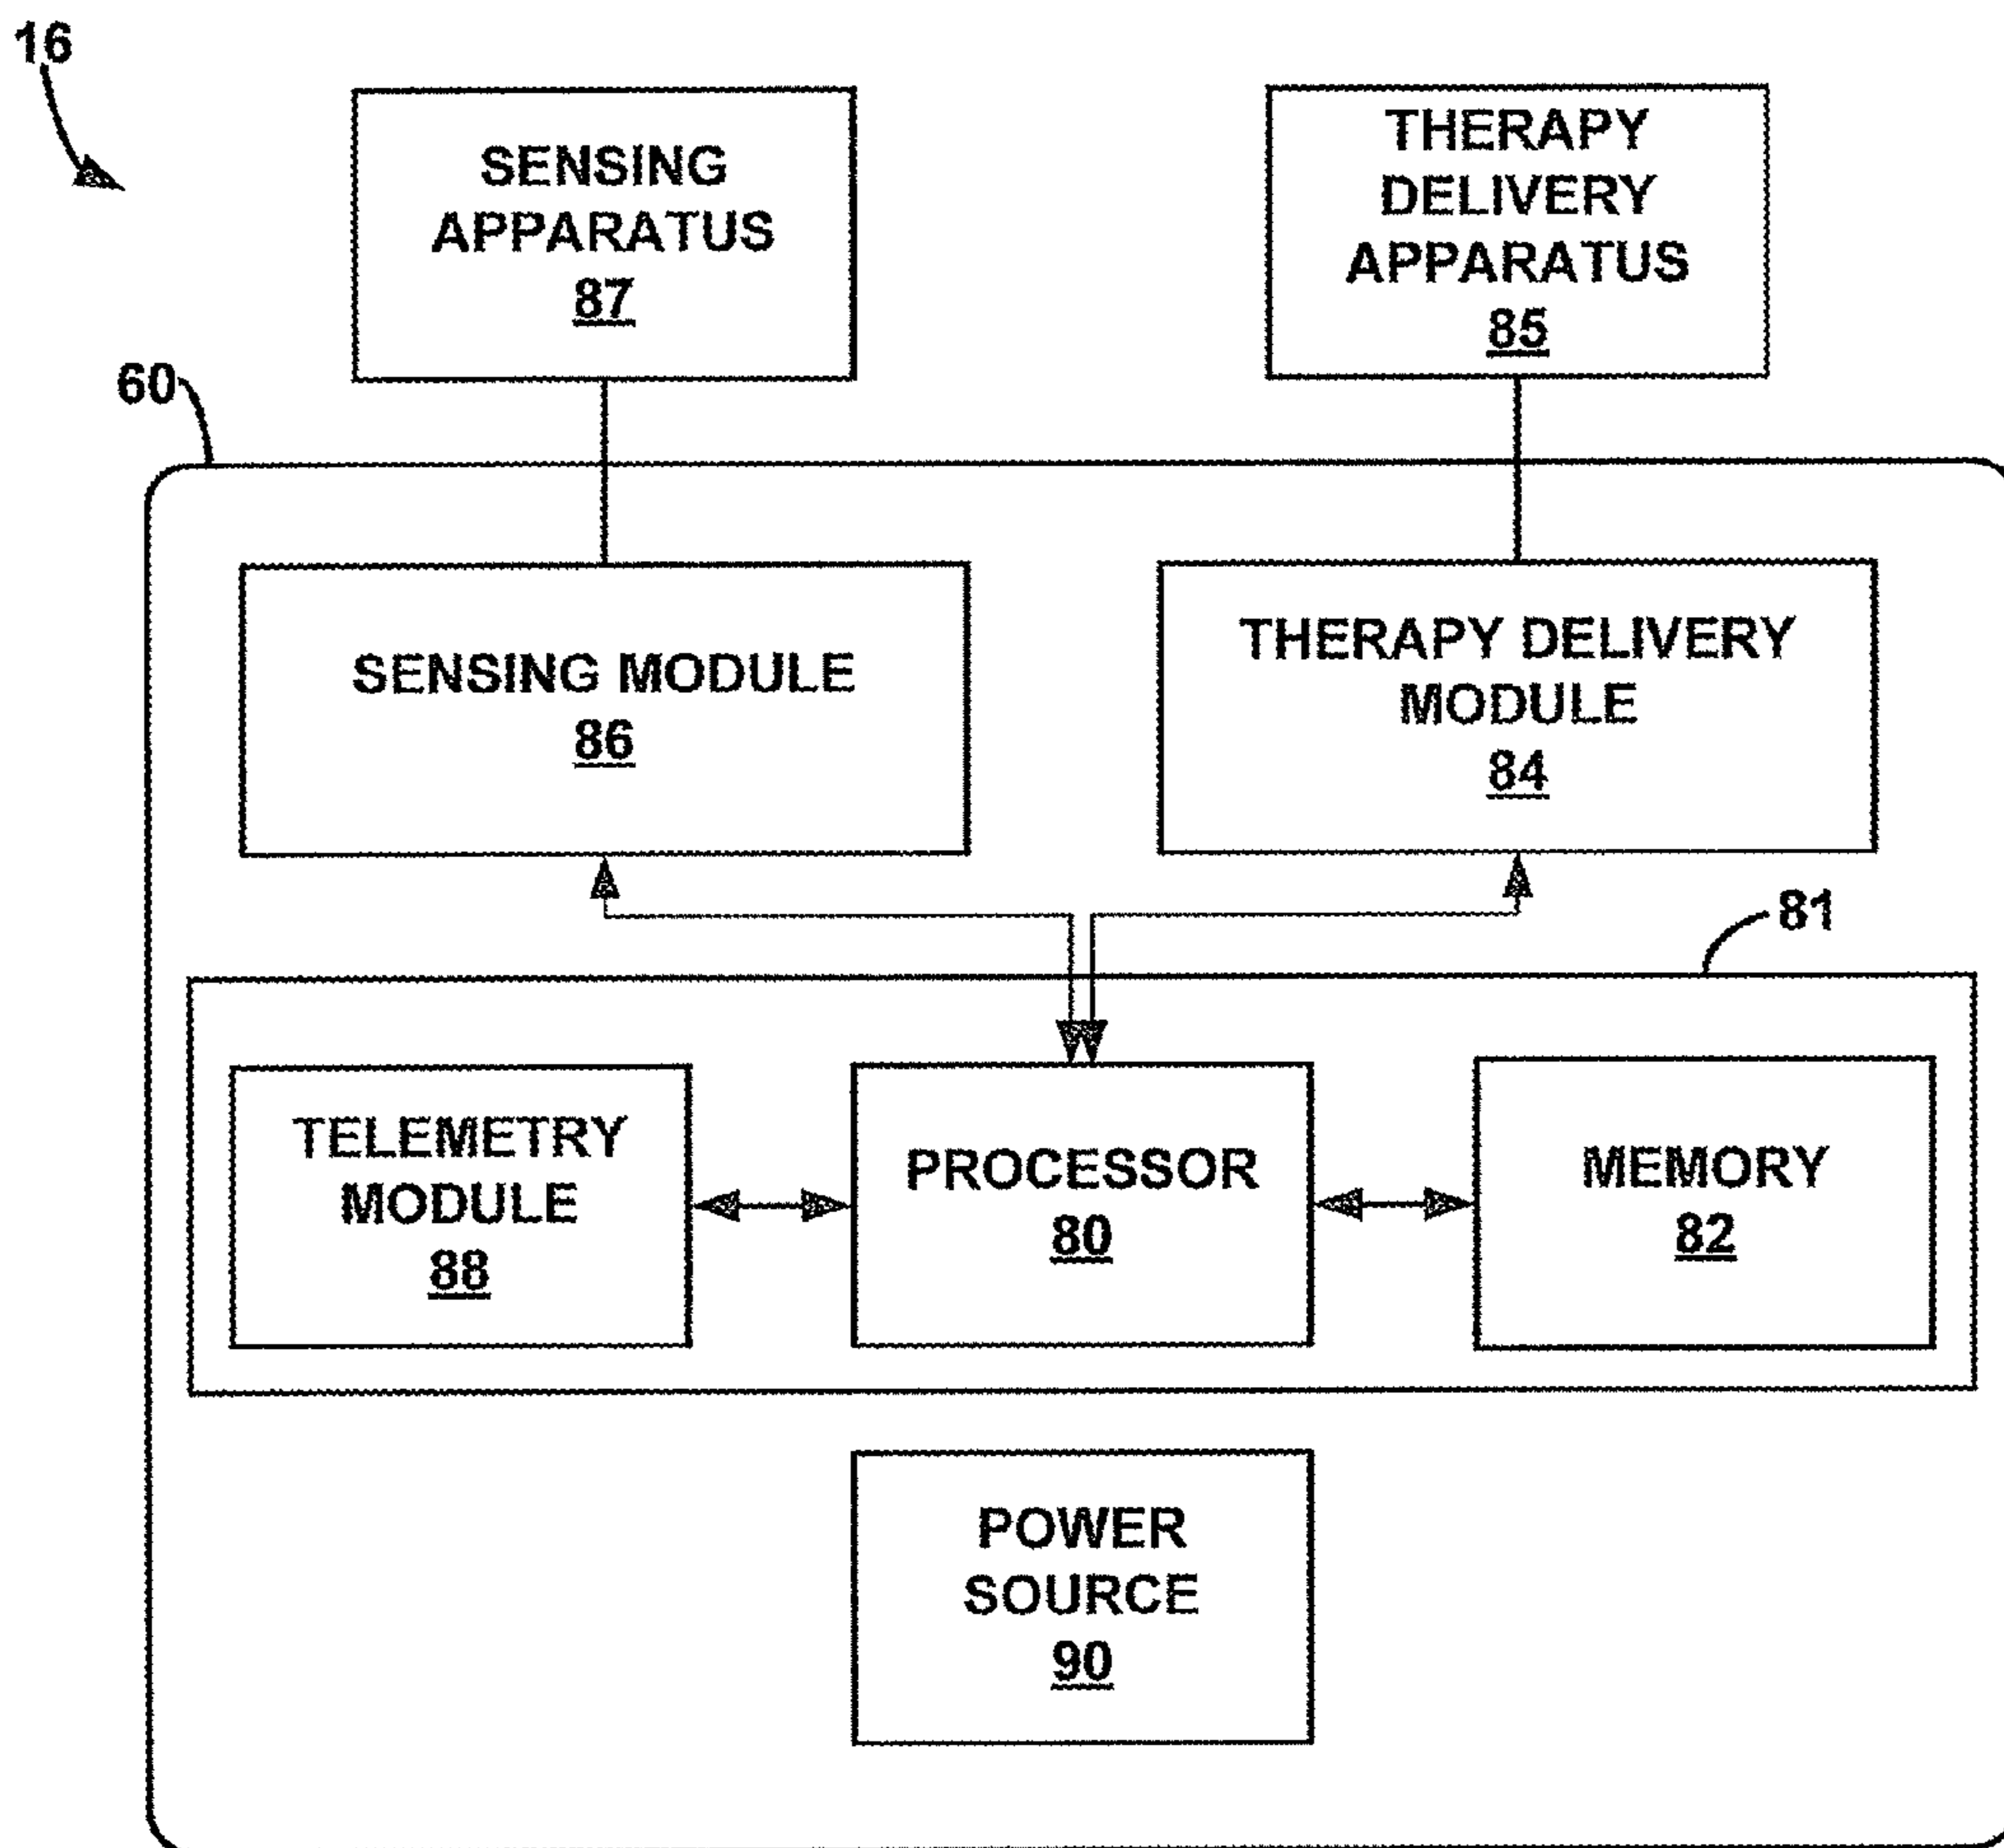 16
SENSING
APPARATUS
87
THERAPY
DELIVERY
APPARATUS
85
60
SENSING MODULE
86
THERAPY DELIVERY
MODULE
84
81
TELEMETRY
MODULE
88
PROCESSOR
80
MEMORY
82
POWER
SOURCE
90